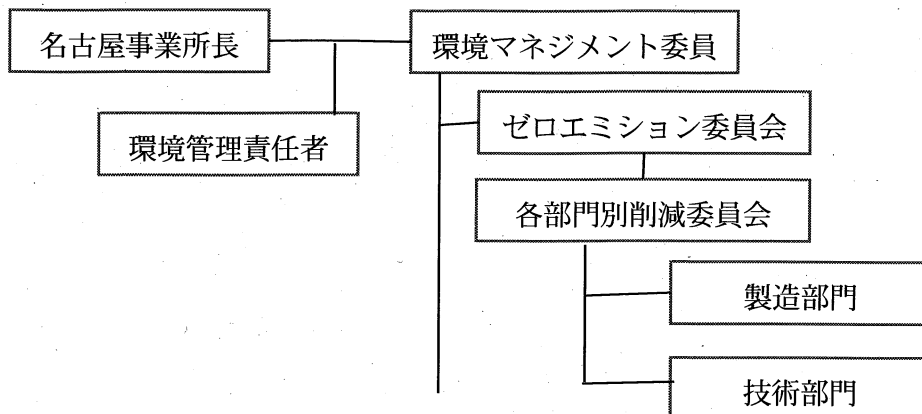 名古屋事業所長
環境マネジメント委員
環境管理責任者
ゼロエミション委員会
各部門別削減委員会
製造部門
技術部門